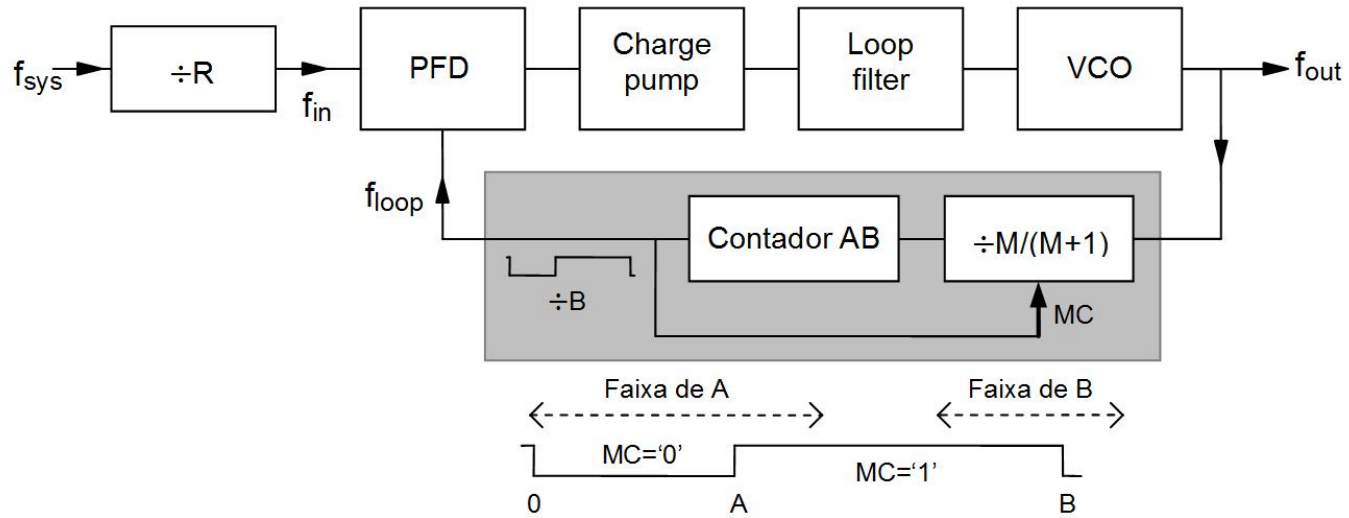 f_sys
÷R
f_in
PFD
Charge
pump
Loop
filter
VCO
f_out
f_loop
Contador AB
÷M/(M+1)
÷B
MC
Faixa de A
Faixa de B
MC=‘0’
MC=‘1’
0
A
B